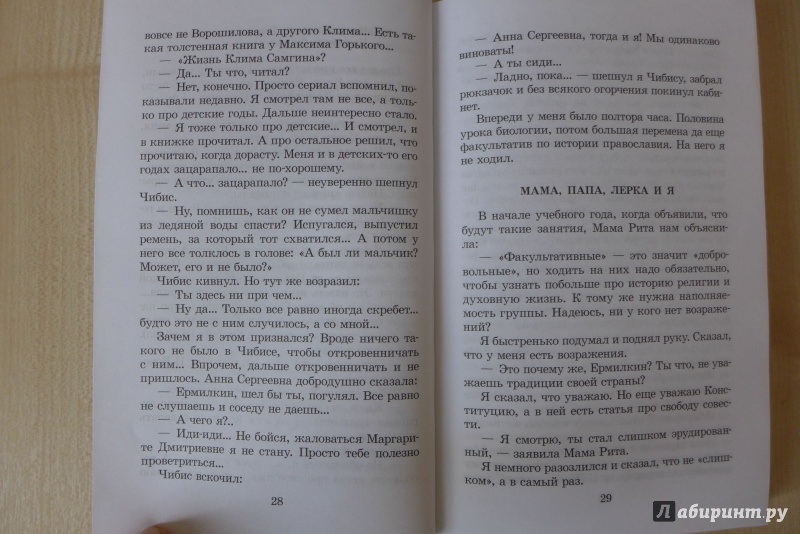 вовсе не Ворошилова, а другого Клима... Есть та-
кая толстенная книга у Максима Горького...
— «Жизнь Клима Самгина»?
— Да... Ты что, читал?
— Нет, конечно. Просто сериал вспомнил, по-
казывали недавно. Я смотрел там не все, а толь-
ко про детские годы. Дальше неинтересно стало.
— Я тоже только про детские... И смотрел, и
в книжке прочитал. А про остальное решил, что
прочитаю, когда дорасту. Меня и в детских-то его
годах зацарапало... не по-хорошему.
— А что... зацарапало? — неуверенно шепнул
Чибис.
— Ну, помнишь, как он не сумел мальчишку
из ледяной воды спасти? Испугался, выпустил
ремень, за который тот схватился... А потом у
него все толклось в голове: «А был ли мальчик?
Может, его и не было?»
Чибис кивнул. Но тут же возразил:
— Ты здесь ни при чем...
— Ну да... Только все равно иногда скребет...
будто это не с ним случилось, а со мной...
Зачем я в этом признался? Вроде ничего та-
кого не было в Чибисе, чтобы откровенничать
с ним... Впрочем, дальше откровенничать и не
пришлось. Анна Сергеевна добродушно сказала:
— Ермилкин, шел бы ты, погулял. Все равно
не слушаешь и соседу не даешь...
— А чего я?..
— Иди-иди... Не бойся, жаловаться Маргари-
те Дмитриевне я не стану. Просто тебе полезно
проветриться...
Чибис вскочил:
28
— Анна Сергеевна, тогда и я! Мы одинаково
виноваты!
— А ты сиди...
— Ладно, пока... — шепнул я Чибису, забрал
рюкзачок и без всякого огорчения покинул каби-
нет.
Впереди у меня было полтора часа. Половина
урока биологии, потом большая перемена да еще
факультатив по истории православия. На него я
не ходил.
МАМА, ПАПА, ЛЕРКА И Я
В начале учебного года, когда объявили, что
будут такие занятия, Мама Рита нам объясни-
ла:
— «Факультативные» — это значит «добро-
вольные», но ходить на них надо обязательно,
чтобы узнать побольше про историю религии и
духовную жизнь. К тому же нужна наполняе-
мость группы. Надеюсь, ни у кого нет возраже-
ний?
Я быстренько подумал и поднял руку. Сказал,
что у меня есть возражения.
— Это почему же, Ермилкин? Ты что, не ува-
жаешь традиции своей страны?
Я сказал, что уважаю. Но еще уважаю Конс-
титуцию, а в ней есть статья про свободу совес-
ти.
— Я смотрю, ты стал слишком эрудирован-
ный, — заявила Мама Рита.
Я немного разозлился и сказал, что не «слиш-
ком», а в самый раз.
29
Лабиринт.ру